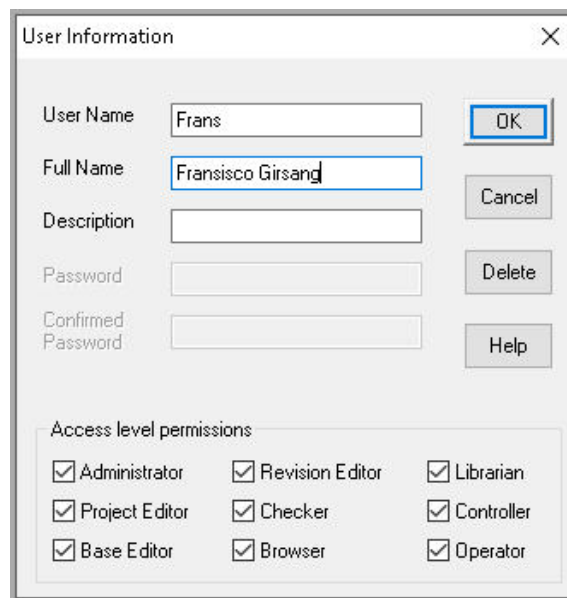 User Information
User Name Frans OK
Full Name Fransisco Girsang
Cancel
Description
Password Delete
Confirmed
Password Help
Access level permissions
Administrator Revision Editor Librarian
Project Editor Checker Controller
Base Editor Browser Operator